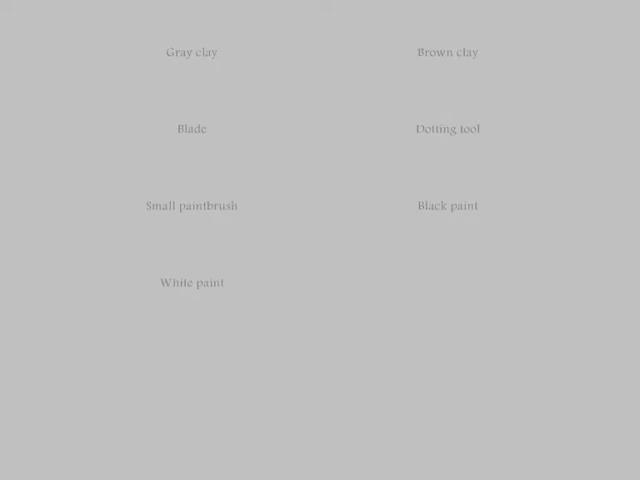 Gray clay
Brown clay
Blade
Dotting tool
Small paintbrush
Black paint
White paint